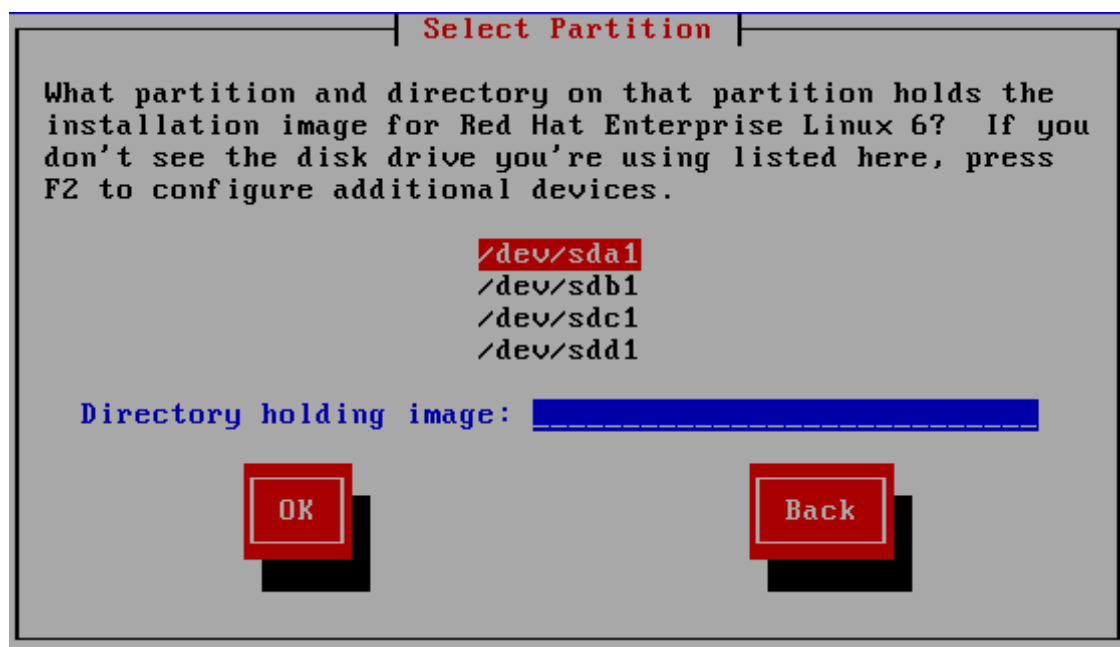 Select Partition
What partition and directory on that partition holds the
installation image for Red Hat Enterprise Linux 6?  If you
don't see the disk drive you're using listed here, press
F2 to configure additional devices.
/dev/sda1
/dev/sdb1
/dev/sdc1
/dev/sdd1
Directory holding image: ____________________________
OK Back